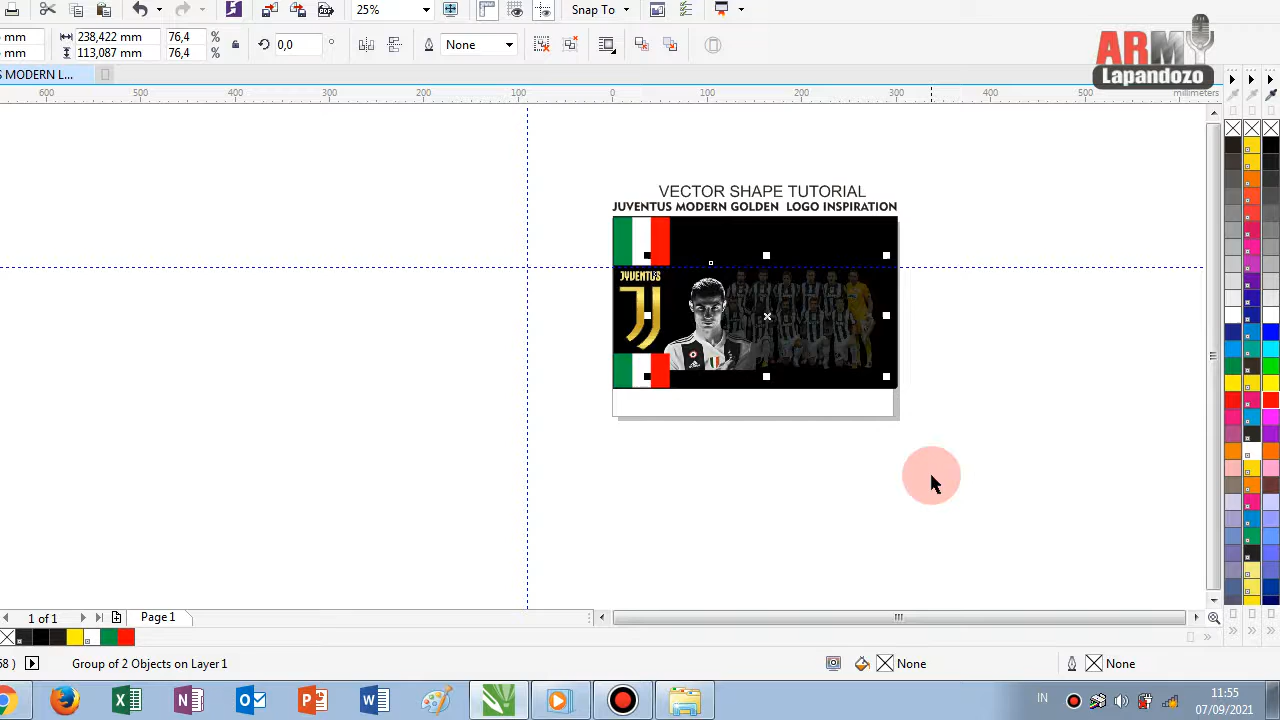 25%
Snap To
ARM
Lapandozo
mm
238,422 mm
76,4
%
0,0
°
None
mm
113,087 mm
76,4
%
S MODERN L...
600
500
400
300
200
100
0
100
200
300
400
500
millimeters
VECTOR SHAPE TUTORIAL
JUVENTUS MODERN GOLDEN LOGO INSPIRATION
JUVENTUS
1 of 1
Page 1
58 )
Group of 2 Objects on Layer 1
None
None
IN
11:55
07/09/2021